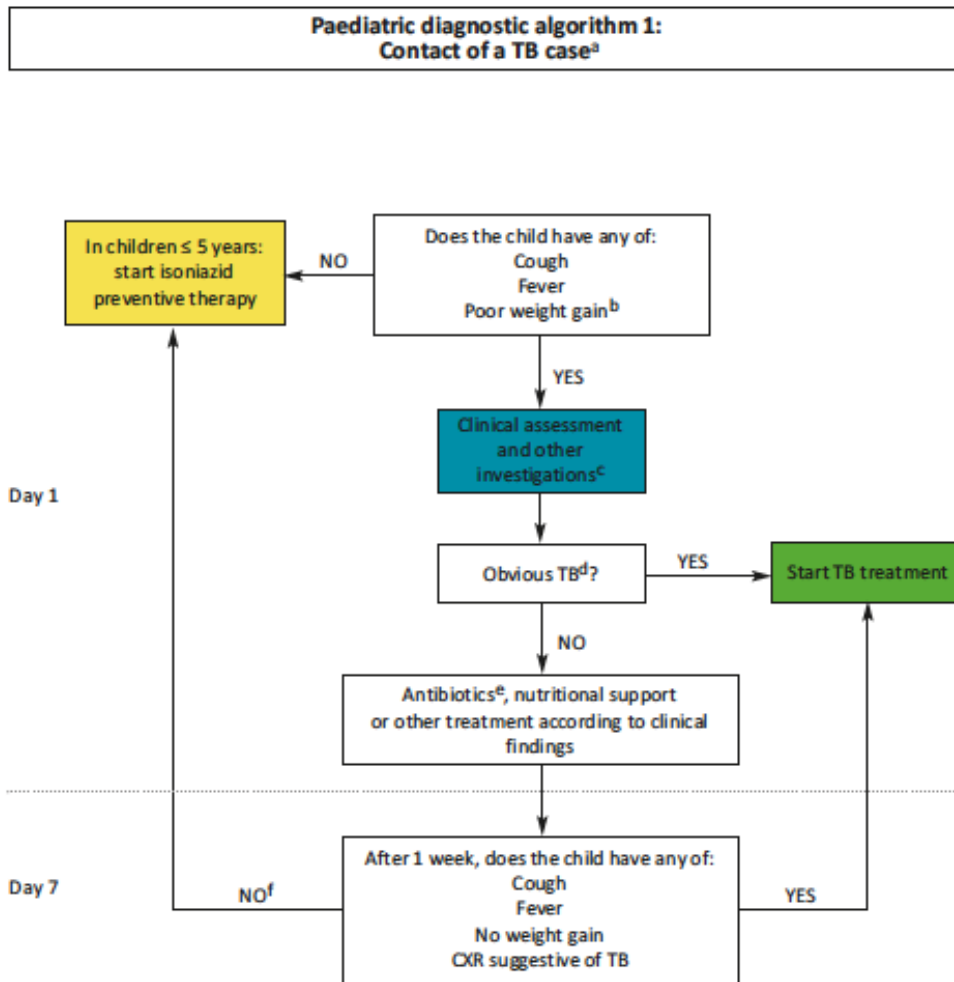 Paediatric diagnostic algorithm 1:
Contact of a TB caseᵃ
In children ≤ 5 years:
start isoniazid
preventive therapy
NO
Does the child have any of:
Cough
Fever
Poor weight gainᵇ
YES
Clinical assessment
and other
investigationsᶜ
Day 1
Obvious TBᵈ?
YES
Start TB treatment
NO
Antibioticsᵉ, nutritional support
or other treatment according to clinical
findings
Day 7
After 1 week, does the child have any of:
Cough
Fever
No weight gain
CXR suggestive of TB
NOᶠ
YES